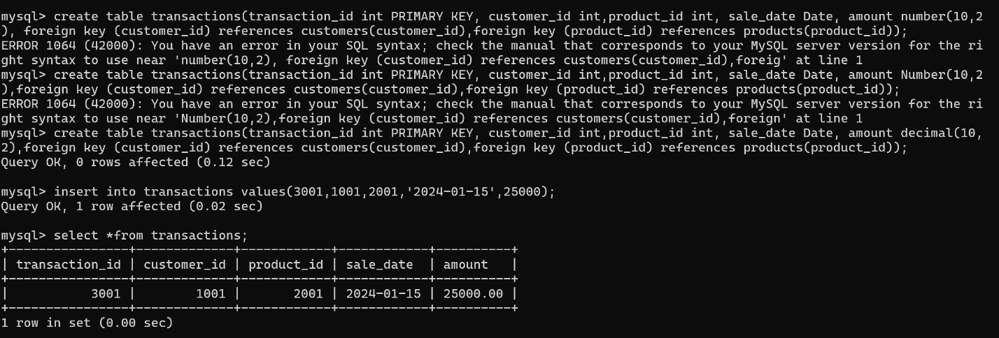 mysql> create table transactions(transaction_id int PRIMARY KEY, customer_id int,product_id int, sale_date Date, amount number(10,2
), foreign key (customer_id) references customers(customer_id),foreign key (product_id) references products(product_id));
ERROR 1064 (42000): You have an error in your SQL syntax; check the manual that corresponds to your MySQL server version for the ri
ght syntax to use near 'number(10,2), foreign key (customer_id) references customers(customer_id),foreig' at line 1
mysql> create table transactions(transaction_id int PRIMARY KEY, customer_id int,product_id int, sale_date Date, amount Number(10,2
),foreign key (customer_id) references customers(customer_id),foreign key (product_id) references products(product_id));
ERROR 1064 (42000): You have an error in your SQL syntax; check the manual that corresponds to your MySQL server version for the ri
ght syntax to use near 'Number(10,2),foreign key (customer_id) references customers(customer_id),foreign' at line 1
mysql> create table transactions(transaction_id int PRIMARY KEY, customer_id int,product_id int, sale_date Date, amount decimal(10,
2),foreign key (customer_id) references customers(customer_id),foreign key (product_id) references products(product_id));
Query OK, 0 rows affected (0.12 sec)

mysql> insert into transactions values(3001,1001,2001,'2024-01-15',25000);
Query OK, 1 row affected (0.02 sec)

mysql> select *from transactions;
+----------------+-------------+------------+------------+----------+
| transaction_id | customer_id | product_id | sale_date  | amount   |
+----------------+-------------+------------+------------+----------+
|           3001 |        1001 |       2001 | 2024-01-15 | 25000.00 |
+----------------+-------------+------------+------------+----------+
1 row in set (0.00 sec)